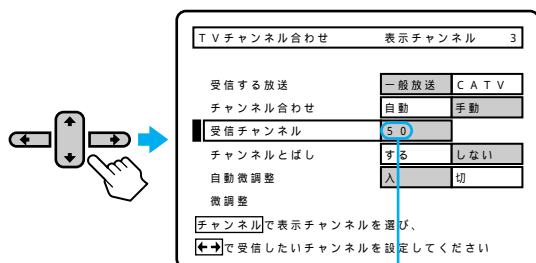 TVチャンネル合わせ 表示チャンネル 3
受信する放送 一般放送 CATV
チャンネル合わせ 自動 手動
受信チャンネル 50
チャンネルとばし する しない
自動微調整 入 切
微調整
チャンネルで表示チャンネルを選び、
←→で受信したいチャンネルを設定してください